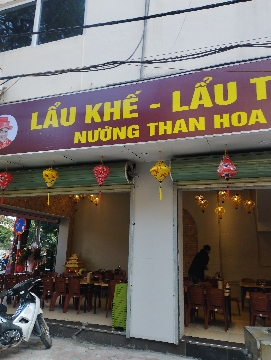 LẨU KHẾ - LẨU T
NƯỚNG THAN HOA